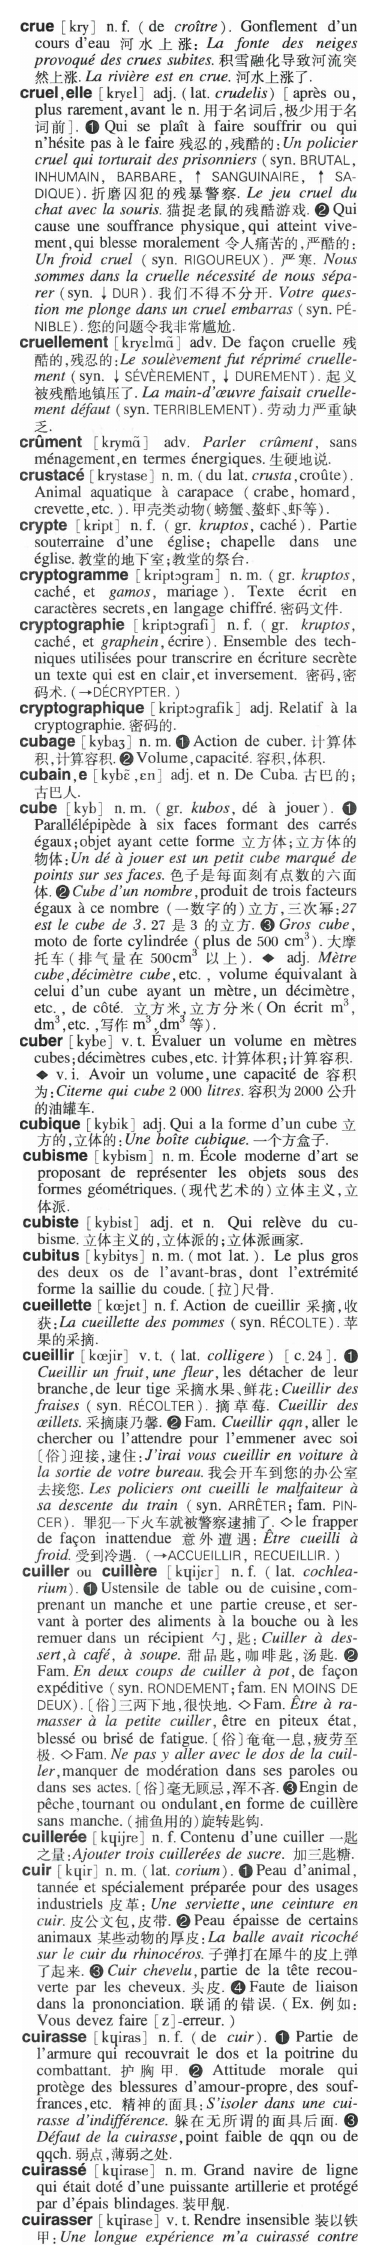 crue [kry] n. f. (de croître). Gonflement d'un
cours d'eau 河水上涨: La fonte des neiges
provoqué des crues subites. 积雪融化导致河流突
然上涨. La rivière est en crue. 河水上涨了.
cruel,elle [kryɛl] adj. (lat. crudelis) [après ou,
plus rarement,avant le n. 用于名词后,极少用于名
词前]. ❶ Qui se plaît à faire souffrir ou qui
n'hésite pas à le faire 残忍的,残酷的:Un policier
cruel qui torturait des prisonniers (syn. BRUTAL,
INHUMAIN, BARBARE, ↑ SANGUINAIRE, ↑ SA-
DIQUE). 折磨囚犯的残暴警察. Le jeu cruel du
chat avec la souris. 猫捉老鼠的残酷游戏. ❷ Qui
cause une souffrance physique,qui atteint vive-
ment,qui blesse moralement 令人痛苦的,严酷的:
Un froid cruel (syn. RIGOUREUX). 严寒. Nous
sommes dans la cruelle nécessité de nous sépa-
rer (syn. ↓ DUR). 我们不得不分开. Votre ques-
tion me plonge dans un cruel embarras (syn. PÉ-
NIBLE). 您的问题令我非常尴尬.
cruellement [kryɛlmɑ̃] adv. De façon cruelle 残
酷的,残忍的:Le soulèvement fut réprimé cruelle-
ment (syn. ↓ SÉVÈREMENT, ↓ DUREMENT). 起义
被残酷地镇压了. La main-d'œuvre faisait cruelle-
ment défaut (syn. TERRIBLEMENT). 劳动力严重缺
乏.
crûment [krymɑ̃] adv. Parler crûment, sans
ménagement,en termes énergiques. 生硬地说.
crustacé [krystase] n. m. (du lat. crusta,croûte).
Animal aquatique à carapace (crabe, homard,
crevette,etc.). 甲壳类动物(螃蟹、螯虾、虾等).
crypte [kript] n. f. (gr. kruptos, caché). Partie
souterraine d'une église; chapelle dans une
église. 教堂的地下室;教堂的祭台.
cryptogramme [kriptɔgram] n. m. (gr. kruptos,
caché, et gamos, mariage). Texte écrit en
caractères secrets,en langage chiffré. 密码文件.
cryptographie [kriptɔgrafi] n. f. (gr. kruptos,
caché, et graphein,écrire). Ensemble des tech-
niques utilisées pour transcrire en écriture secrète
un texte qui est en clair,et inversement. 密码,密
码术. (→DÉCRYPTER.)
cryptographique [kriptɔgrafik] adj. Relatif à la
cryptographie. 密码的.
cubage [kybaʒ] n. m. ❶ Action de cuber. 计算体
积,计算容积. ❷ Volume,capacité. 容积,体积.
cubain,e [kybɛ̃,ɛn] adj. et n. De Cuba. 古巴的;
古巴人.
cube [kyb] n. m. (gr. kubos, dé à jouer). ❶
Parallélépipède à six faces formant des carrés
égaux;objet ayant cette forme 立方体;立方体的
物体:Un dé à jouer est un petit cube marqué de
points sur ses faces. 色子是每面刻有点数的六面
体. ❷ Cube d'un nombre,produit de trois facteurs
égaux à ce nombre (一数字的)立方,三次幂:27
est le cube de 3. 27 是 3 的立方. ❸ Gros cube,
moto de forte cylindrée (plus de 500 cm³). 大摩
托车(排气量在 500cm³ 以上). ◆ adj. Mètre
cube,décimètre cube,etc., volume équivalant à
celui d'un cube ayant un mètre, un décimètre,
etc., de côté. 立方米,立方分米(On écrit m³,
dm³,etc. ,写作 m³,dm³ 等).
cuber [kybe] v. t. Évaluer un volume en mètres
cubes;décimètres cubes,etc. 计算体积;计算容积.
◆ v. i. Avoir un volume,une capacité de 容积
为:Citerne qui cube 2 000 litres. 容积为2000 公升
的油罐车.
cubique [kybik] adj. Qui a la forme d'un cube 立
方的,立体的:Une boîte cubique. 一个方盒子.
cubisme [kybism] n. m. École moderne d'art se
proposant de représenter les objets sous des
formes géométriques. (现代艺术的)立体主义,立
体派.
cubiste [kybist] adj. et n. Qui relève du cu-
bisme. 立体主义的,立体派的;立体派画家.
cubitus [kybitys] n. m. (mot lat.). Le plus gros
des deux os de l'avant-bras, dont l'extrémité
forme la saillie du coude. [拉]尺骨.
cueillette [kœjɛt] n. f. Action de cueillir 采摘,收
获:La cueillette des pommes (syn. RÉCOLTE). 苹
果的采摘.
cueillir [kœjir] v. t. (lat. colligere) [c. 24]. ❶
Cueillir un fruit,une fleur,les détacher de leur
branche,de leur tige 采摘水果、鲜花:Cueillir des
fraises (syn. RÉCOLTER). 摘草莓. Cueillir des
œillets. 采摘康乃馨. ❷ Fam. Cueillir qqn,aller le
chercher ou l'attendre pour l'emmener avec soi
[俗]迎接,逮住:J'irai vous cueillir en voiture à
la sortie de votre bureau. 我会开车到您的办公室
去接您. Les policiers ont cueilli le malfaiteur à
sa descente du train (syn. ARRÊTER; fam. PIN-
CER). 罪犯一下火车就被警察逮捕了. ◇le frapper
de façon inattendue 意外遭遇: Être cueilli à
froid. 受到冷遇. (→ACCUEILLIR, RECUEILLIR.)
cuiller ou cuillère [kɥijɛr] n. f. (lat. cochlea-
rium). ❶ Ustensile de table ou de cuisine,com-
prenant un manche et une partie creuse,et ser-
vant à porter des aliments à la bouche ou à les
remuer dans un récipient 勺,匙: Cuiller à des-
sert,à café, à soupe. 甜品匙,咖啡匙,汤匙. ❷
Fam. En deux coups de cuiller à pot,de façon
expéditive (syn. RONDEMENT;fam. EN MOINS DE
DEUX). [俗]三两下地,很快地. ◇Fam. Être à ra-
masser à la petite cuiller,être en piteux état,
blessé ou brisé de fatigue. [俗]奄奄一息,疲劳至
极. ◇Fam. Ne pas y aller avec le dos de la cuil-
ler,manquer de modération dans ses paroles ou
dans ses actes. [俗]毫无顾忌,浑不吝. ❸Engin de
pêche,tournant ou ondulant,en forme de cuillère
sans manche. (捕鱼用的)旋转匙钩.
cuillerée [kɥijre] n. f. Contenu d'une cuiller 一匙
之量:Ajouter trois cuillerées de sucre. 加三匙糖.
cuir [kɥir] n. m. (lat. corium). ❶ Peau d'animal,
tannée et spécialement préparée pour des usages
industriels 皮革: Une serviette, une ceinture en
cuir. 皮公文包,皮带. ❷ Peau épaisse de certains
animaux 某些动物的厚皮:La balle avait ricoché
sur le cuir du rhinocéros. 子弹打在犀牛的皮上弹
了起来. ❸ Cuir chevelu,partie de la tête recou-
verte par les cheveux. 头皮. ❹ Faute de liaison
dans la prononciation. 联诵的错误. (Ex. 例如:
Vous devez faire [z]-erreur.)
cuirasse [kɥiras] n. f. (de cuir). ❶ Partie de
l'armure qui recouvrait le dos et la poitrine du
combattant. 护胸甲. ❷ Attitude morale qui
protège des blessures d'amour-propre, des souf-
frances,etc. 精神的面具:S'isoler dans une cui-
rasse d'indifférence. 躲在无所谓的面具后面. ❸
Défaut de la cuirasse,point faible de qqn ou de
qqch. 弱点,薄弱之处.
cuirassé [kɥirase] n. m. Grand navire de ligne
qui était doté d'une puissante artillerie et protégé
par d'épais blindages. 装甲舰.
cuirasser [kɥirase] v. t. Rendre insensible 装以铁
甲:Une longue expérience m'a cuirassé contre